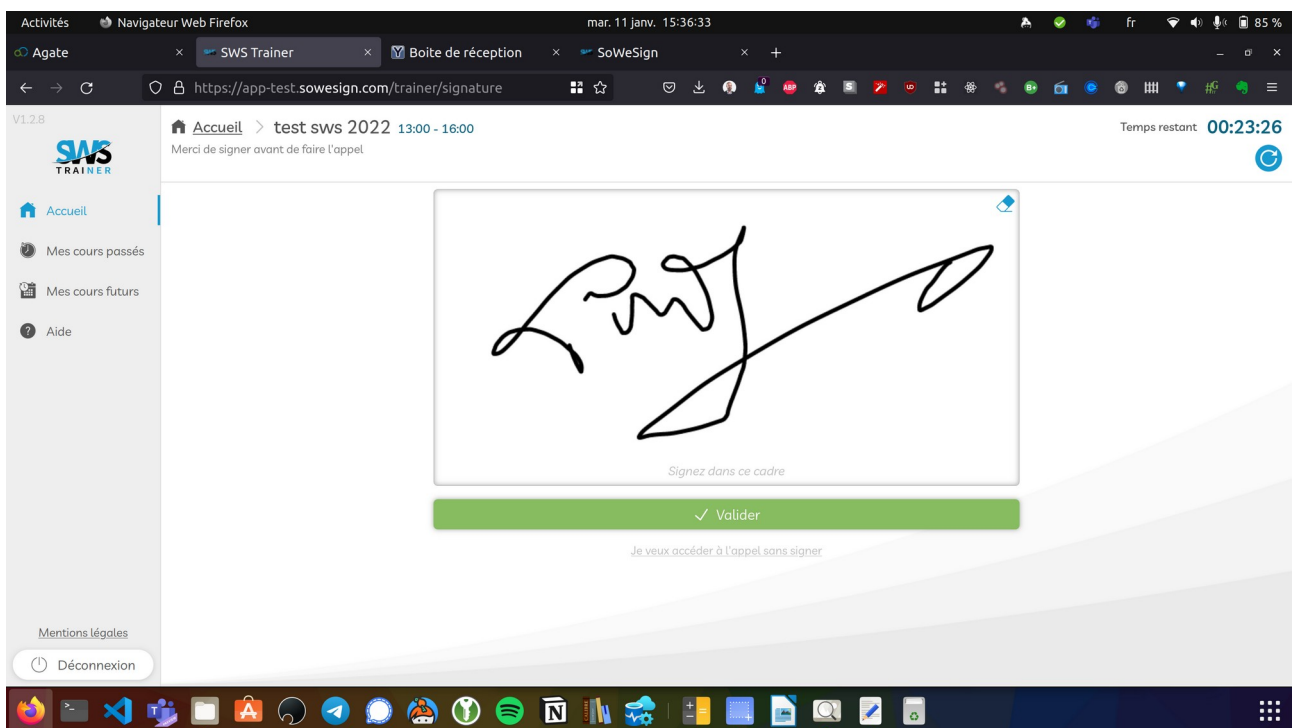 Activités Navigateur Web Firefox mar. 11 janv. 15:36:33 fr 85 %
Agate × SWS Trainer × Boite de réception × SoWeSign × +
https://app-test.sowesign.com/trainer/signature
V1.2.8
SWS
TRAINER
Accueil > test sws 2022 13:00 - 16:00
Merci de signer avant de faire l'appel
Temps restant 00:23:26
Accueil
Mes cours passés
Mes cours futurs
Aide
Signez dans ce cadre
Valider
Je veux accéder à l'appel sans signer
Mentions légales
Déconnexion